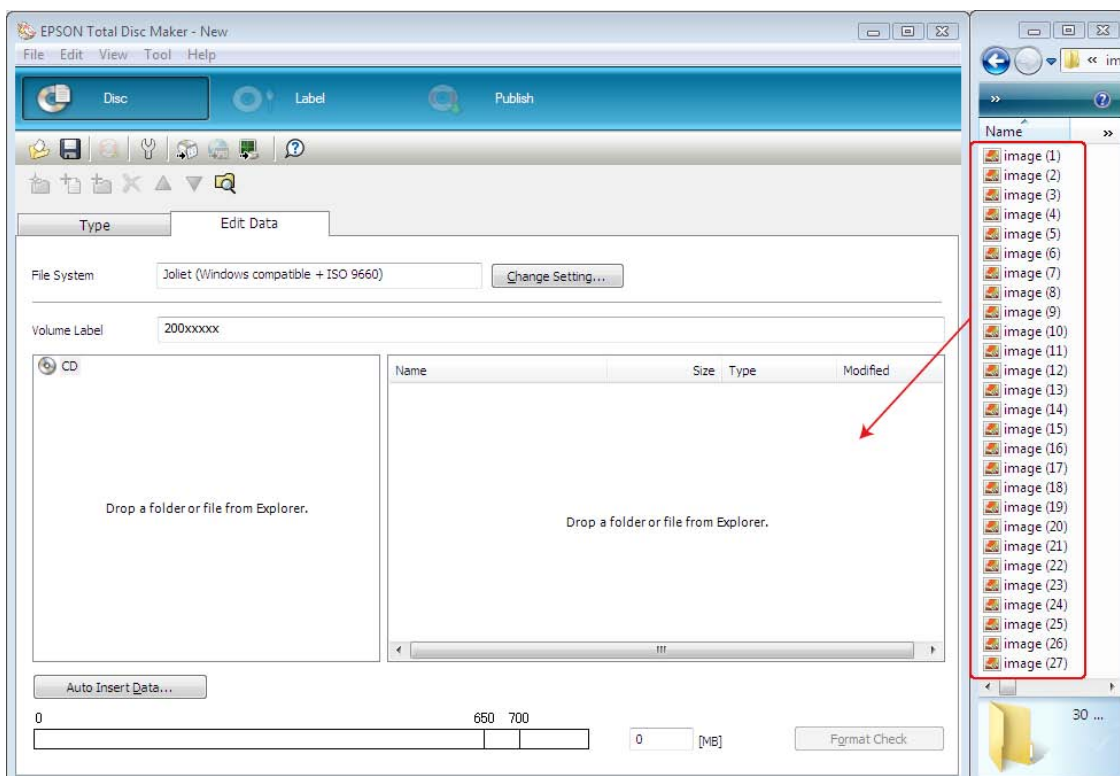 EPSON Total Disc Maker - New
File Edit View Tool Help
Disc Label Publish
Type Edit Data
File System Joliet (Windows compatible + ISO 9660) Change Setting...
Volume Label 200xxxxx
CD
Name Size Type Modified
Drop a folder or file from Explorer.
Drop a folder or file from Explorer.
Auto Insert Data...
0 650 700
0 [MB] Format Check
« im
»
Name »
image (1)
image (2)
image (3)
image (4)
image (5)
image (6)
image (7)
image (8)
image (9)
image (10)
image (11)
image (12)
image (13)
image (14)
image (15)
image (16)
image (17)
image (18)
image (19)
image (20)
image (21)
image (22)
image (23)
image (24)
image (25)
image (26)
image (27)
30 ...